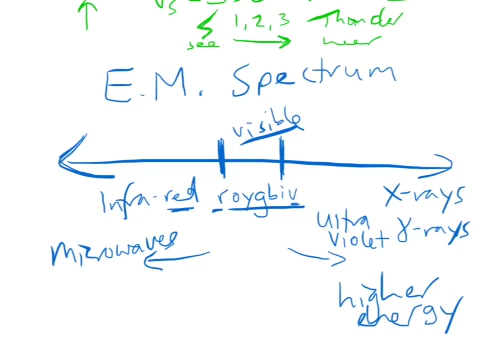 1, 2, 3 Thunder
see hear
E.M. Spectrum
visible
Infra-red roygbiv X-rays
Microwaves Ultra Violet γ-rays
higher
energy